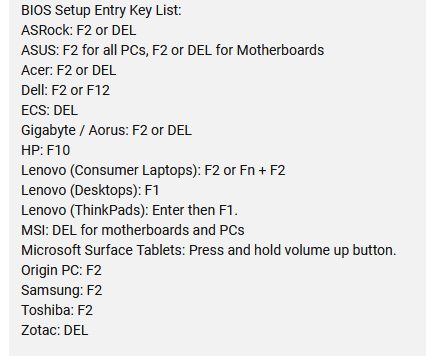 BIOS Setup Entry Key List:
ASRock: F2 or DEL
ASUS: F2 for all PCs, F2 or DEL for Motherboards
Acer: F2 or DEL
Dell: F2 or F12
ECS: DEL
Gigabyte / Aorus: F2 or DEL
HP: F10
Lenovo (Consumer Laptops): F2 or Fn + F2
Lenovo (Desktops): F1
Lenovo (ThinkPads): Enter then F1.
MSI: DEL for motherboards and PCs
Microsoft Surface Tablets: Press and hold volume up button.
Origin PC: F2
Samsung: F2
Toshiba: F2
Zotac: DEL